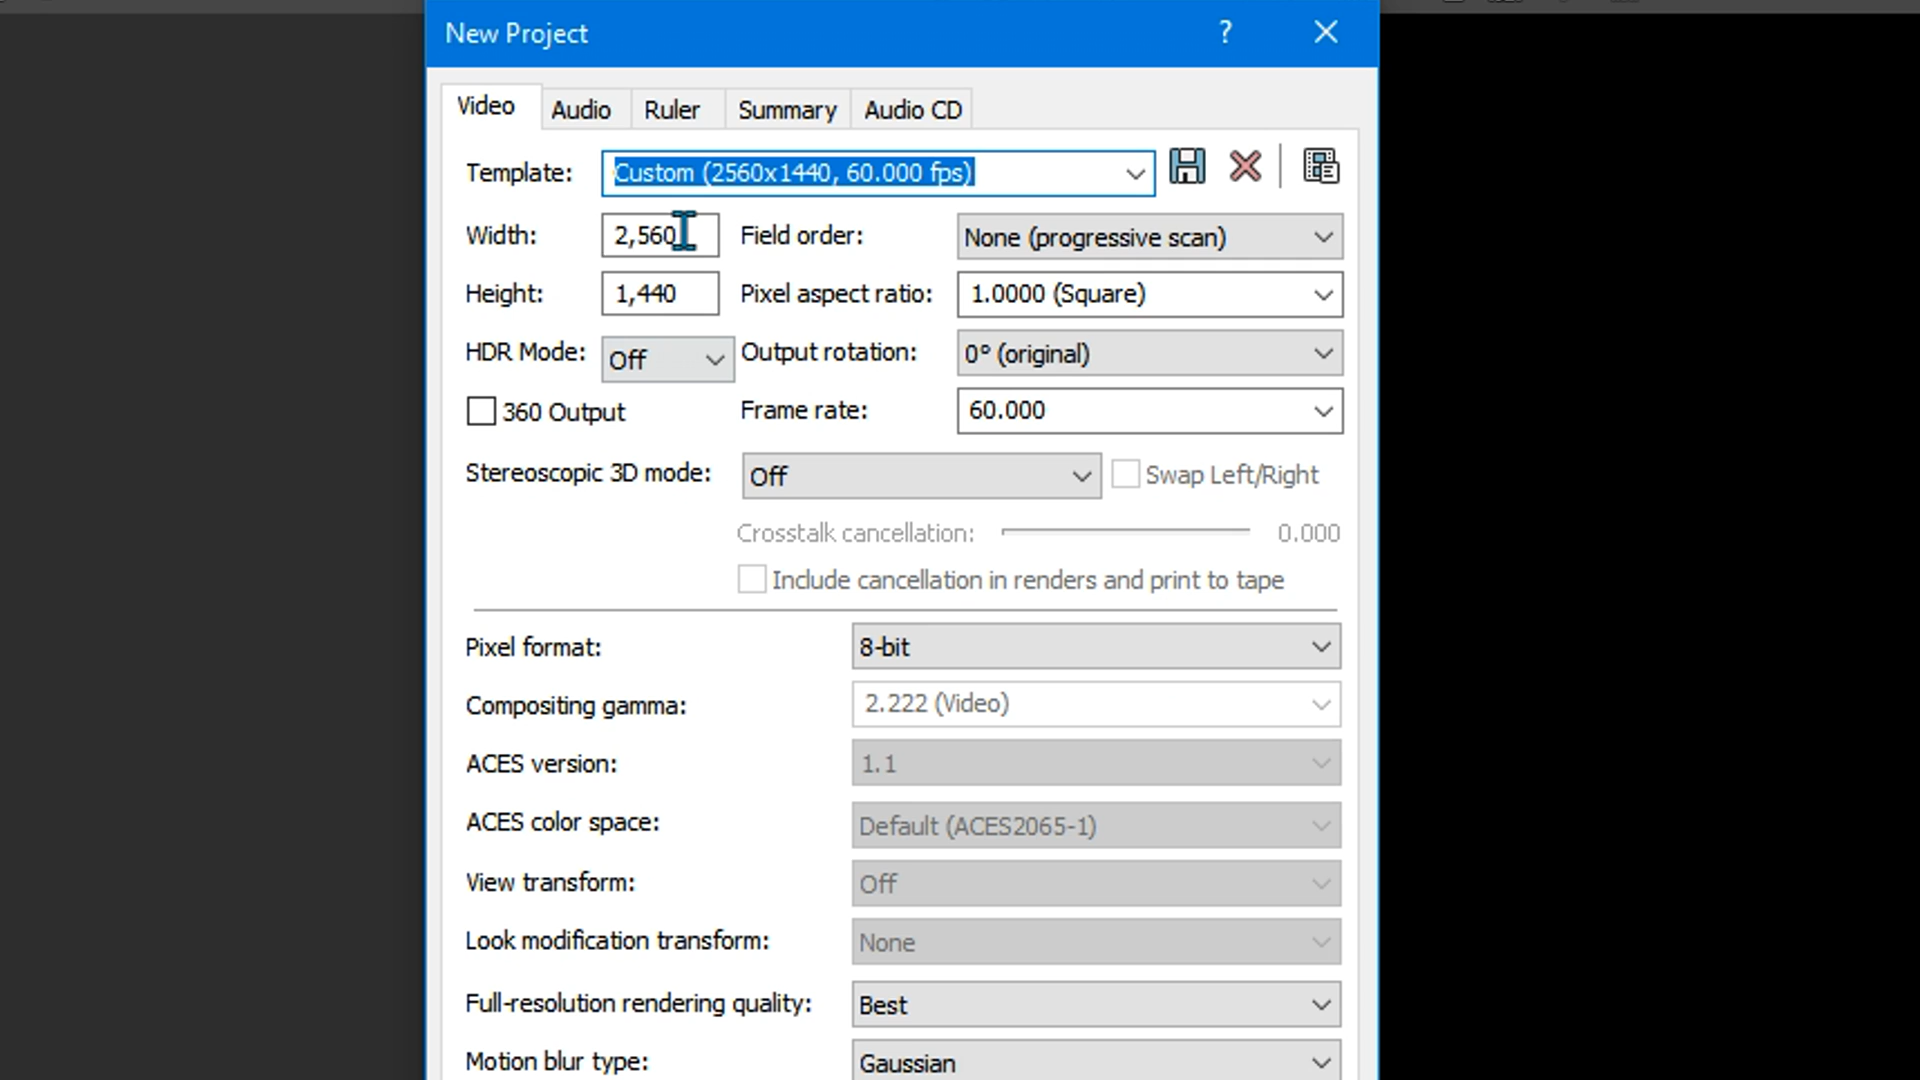 New Project ?
Video Audio Ruler Summary Audio CD
Template: Custom (2560x1440, 60.000 fps)
Width: 2,560 Field order: None (progressive scan)
Height: 1,440 Pixel aspect ratio: 1.0000 (Square)
HDR Mode: Off Output rotation: 0° (original)
360 Output Frame rate: 60.000
Stereoscopic 3D mode: Off Swap Left/Right
Crosstalk cancellation: 0.000
Include cancellation in renders and print to tape
Pixel format: 8-bit
Compositing gamma: 2.222 (Video)
ACES version: 1.1
ACES color space: Default (ACES2065-1)
View transform: Off
Look modification transform: None
Full-resolution rendering quality: Best
Motion blur type: Gaussian